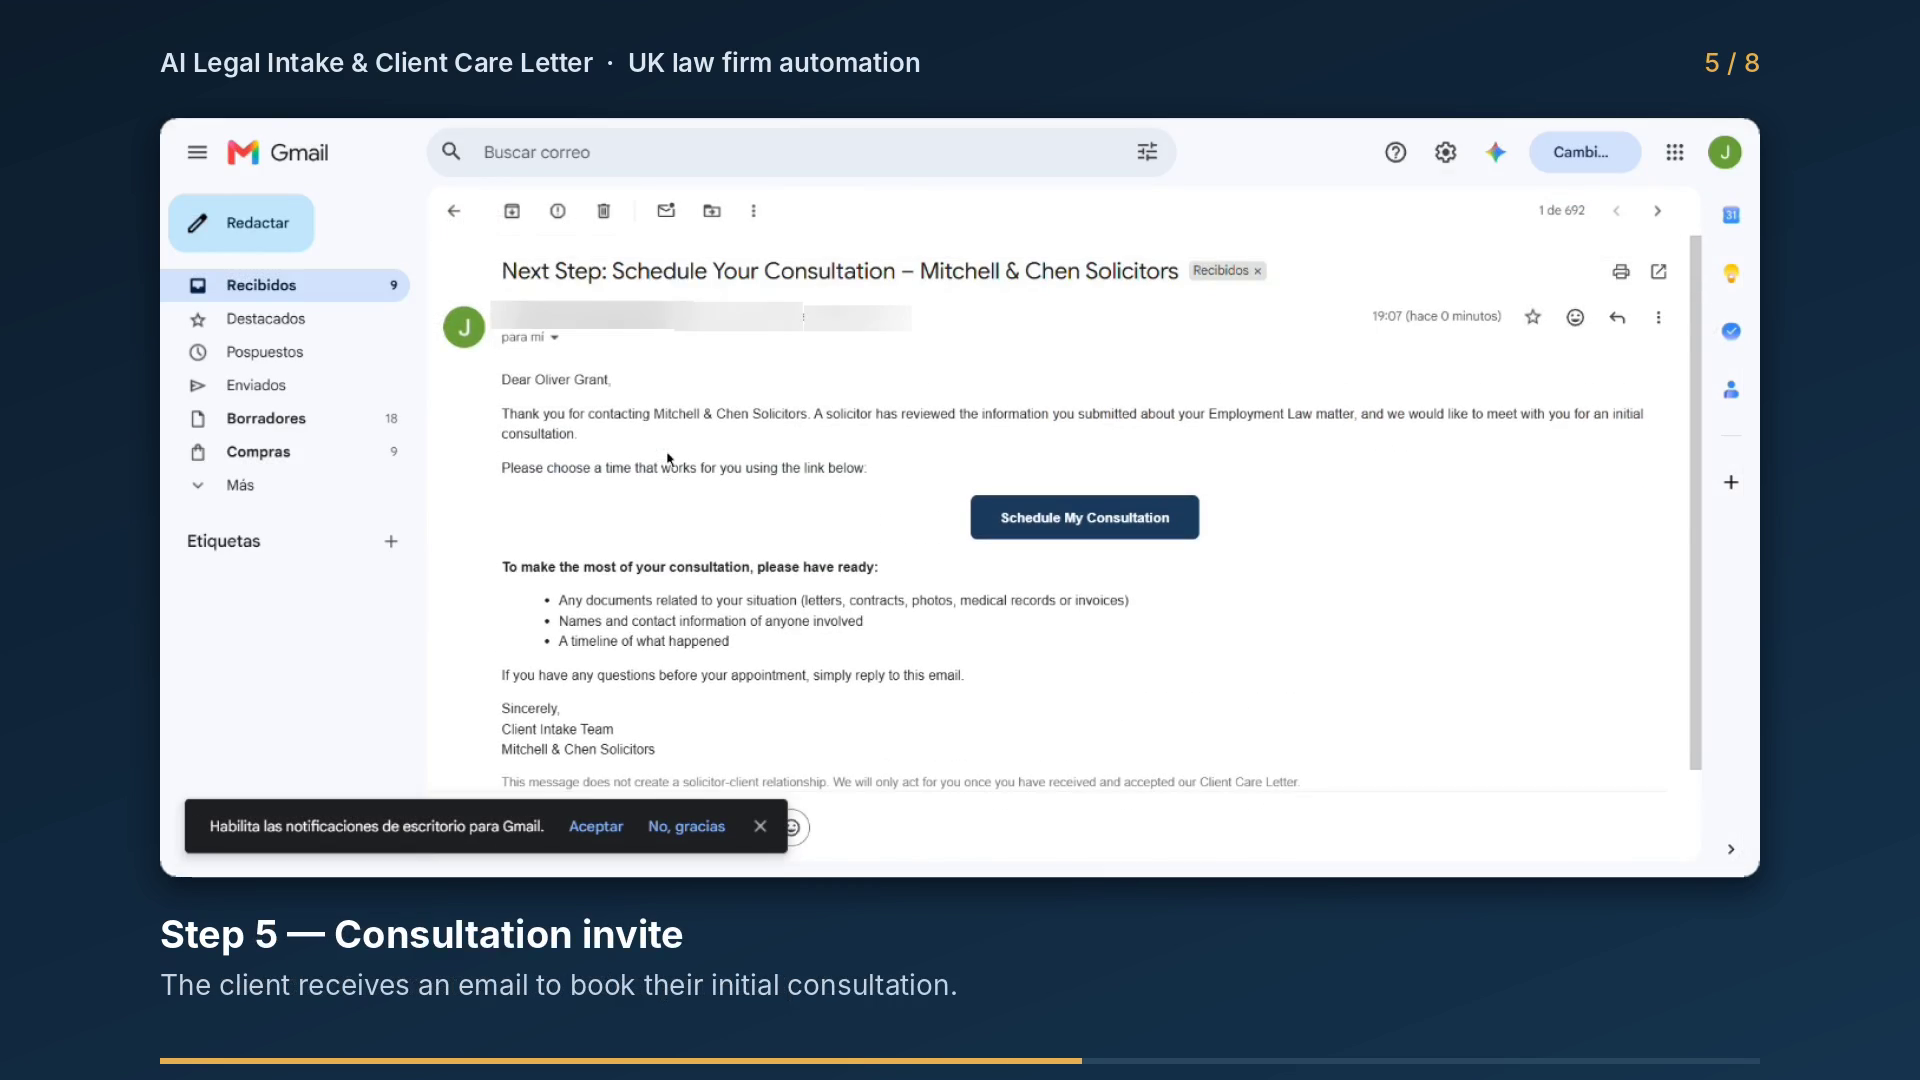 AI Legal Intake & Client Care Letter · UK law firm automation
5 / 8
Gmail
Buscar correo
Cambi...
J
Redactar
1 de 692
31
Next Step: Schedule Your Consultation – Mitchell & Chen Solicitors
Recibidos ×
Recibidos 9
Destacados
Pospuestos
Enviados
Borradores 18
Compras 9
Más
Etiquetas
J
19:07 (hace 0 minutos)
para mí
Dear Oliver Grant,
Thank you for contacting Mitchell & Chen Solicitors. A solicitor has reviewed the information you submitted about your Employment Law matter, and we would like to meet with you for an initial
consultation.
Please choose a time that works for you using the link below:
Schedule My Consultation
To make the most of your consultation, please have ready:
• Any documents related to your situation (letters, contracts, photos, medical records or invoices)
• Names and contact information of anyone involved
• A timeline of what happened
If you have any questions before your appointment, simply reply to this email.
Sincerely,
Client Intake Team
Mitchell & Chen Solicitors
This message does not create a solicitor-client relationship. We will only act for you once you have received and accepted our Client Care Letter.
Habilita las notificaciones de escritorio para Gmail. Aceptar No, gracias
Step 5 — Consultation invite
The client receives an email to book their initial consultation.